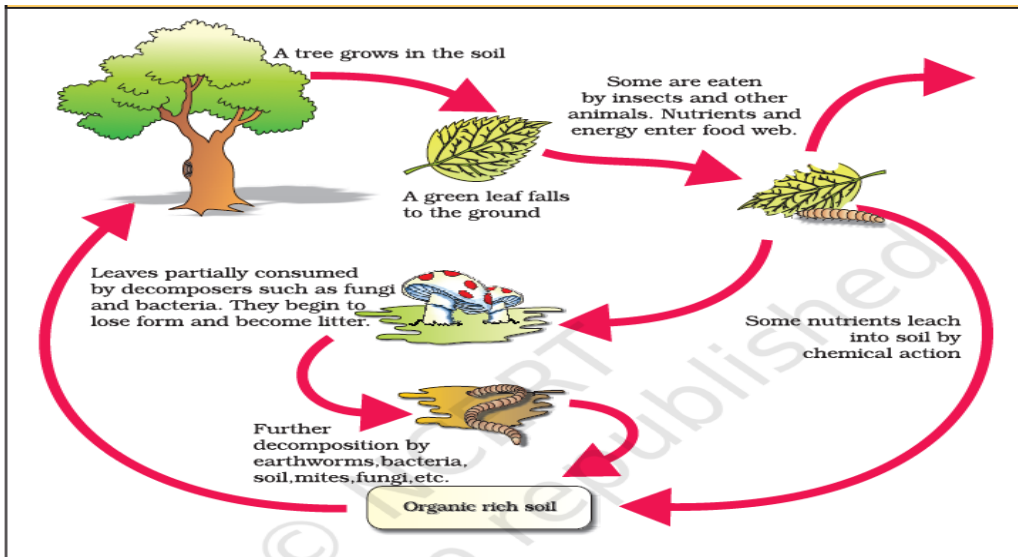 A tree grows in the soil
Some are eaten
by insects and other
animals. Nutrients and
energy enter food web.
A green leaf falls
to the ground
Leaves partially consumed
by decomposers such as fungi
and bacteria. They begin to
lose form and become litter.
Some nutrients leach
into soil by
chemical action
Further
decomposition by
earthworms,bacteria,
soil,mites,fungi,etc.
Organic rich soil
© NCERT
republished